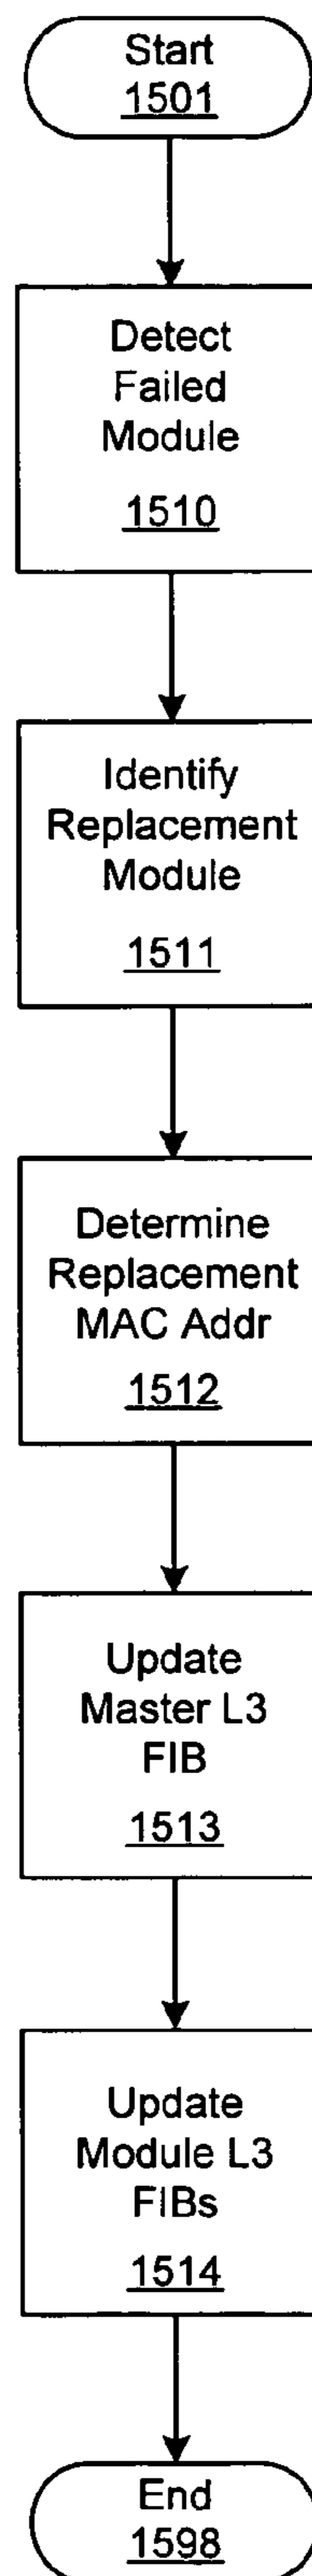 Start
1501
Detect
Failed
Module
1510
Identify
Replacement
Module
1511
Determine
Replacement
MAC Addr
1512
Update
Master L3
FIB
1513
Update
Module L3
FIBs
1514
End
1598